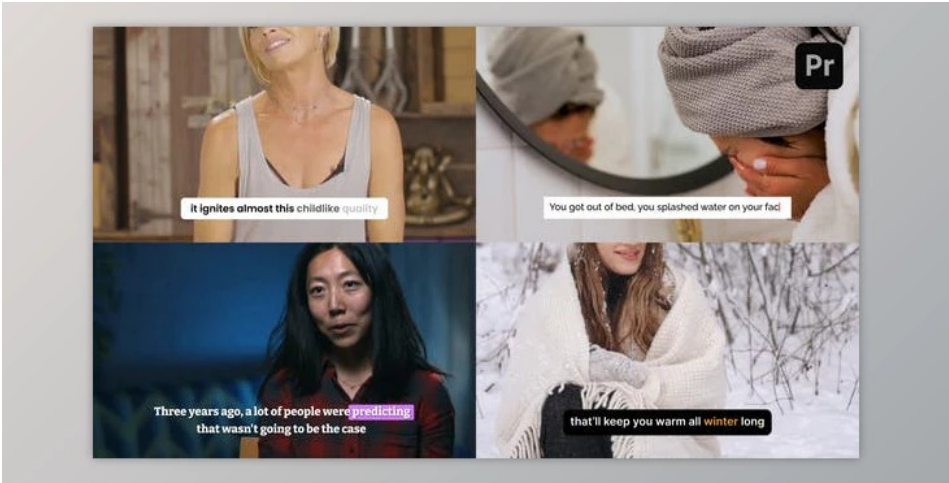 it ignites almost this childlike quality
Pr
You got out of bed, you splashed water on your fac
Three years ago, a lot of people were predicting
that wasn't going to be the case
that'll keep you warm all winter long